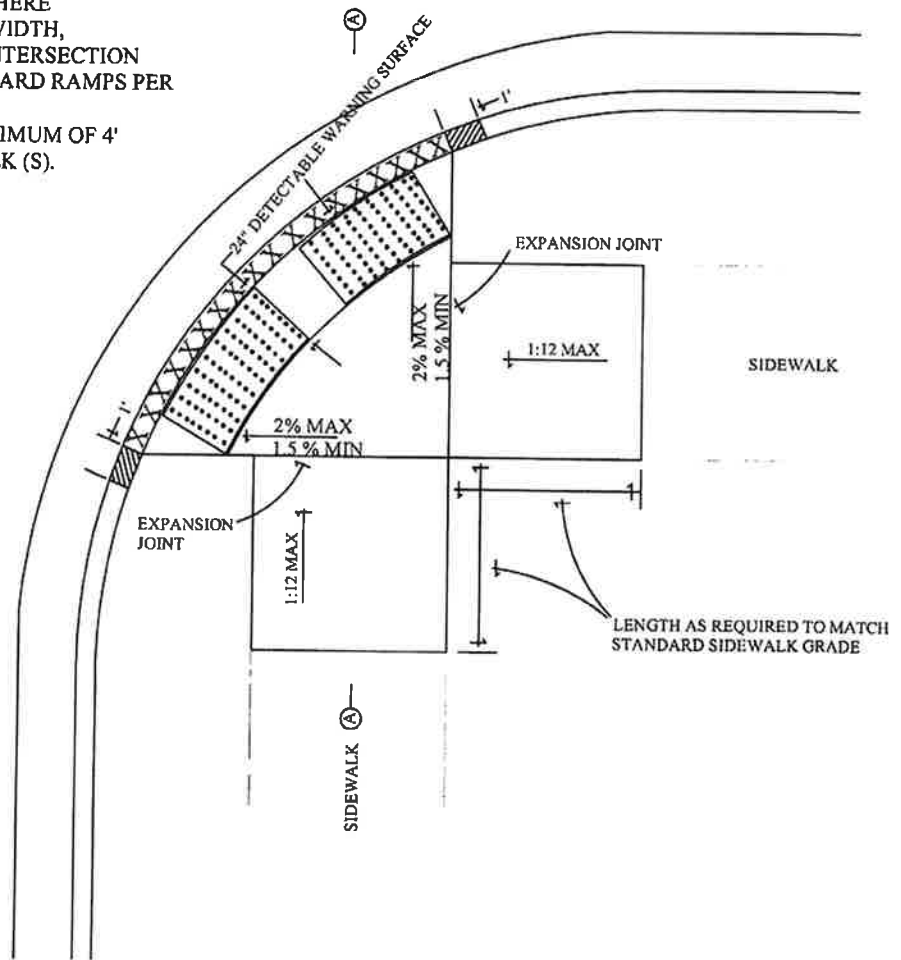 HERE
VIDTH,
NTERSECTION
ARD RAMPS PER
IMUM OF 4'
K (S).
A
24" DETECTABLE WARNING SURFACE
1'
EXPANSION JOINT
2% MAX
1.5 % MIN
1:12 MAX
SIDEWALK
1'
2% MAX
1.5 % MIN
EXPANSION
JOINT
1:12 MAX
LENGTH AS REQUIRED TO MATCH
STANDARD SIDEWALK GRADE
SIDEWALK
A